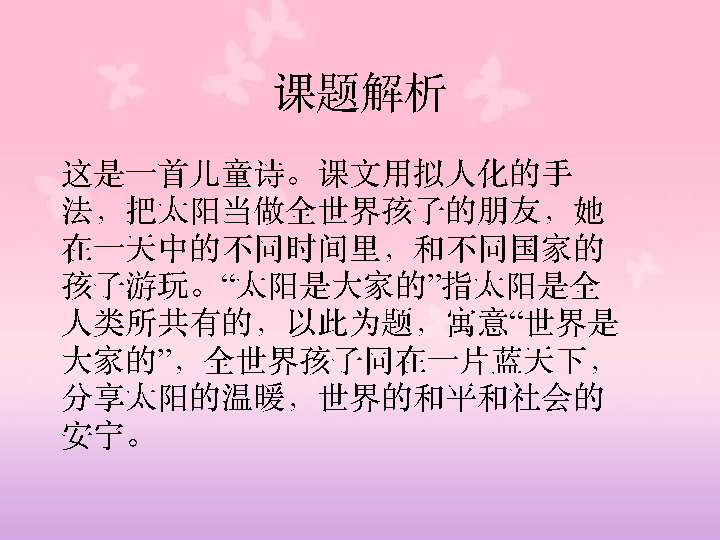 课题解析
这是一首儿童诗。课文用拟人化的手
法，把太阳当做全世界孩子的朋友，她
在一天中的不同时间里，和不同国家的
孩子游玩。“太阳是大家的”指太阳是全
人类所共有的，以此为题，寓意“世界是
大家的”，全世界孩子同在一片蓝天下，
分享太阳的温暖，世界的和平和社会的
安宁。